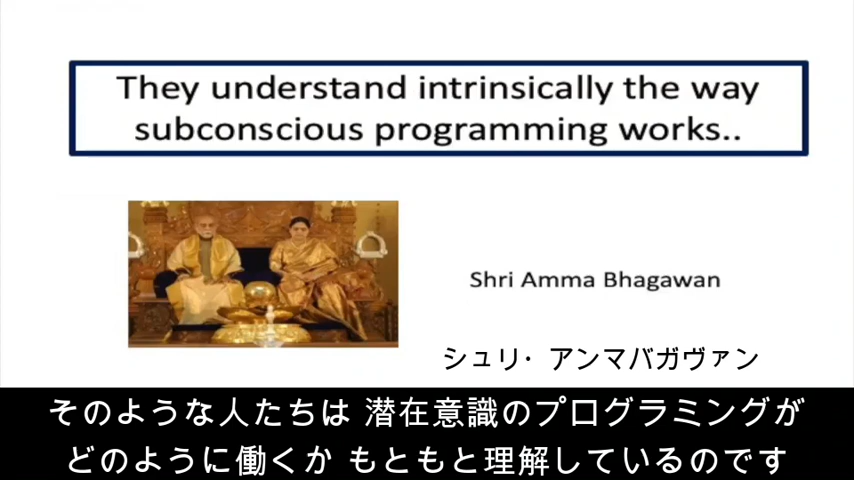 They understand intrinsically the way
subconscious programming works..
Shri Amma Bhagawan
シュリ・アンマバガヴァン
そのような人たちは 潜在意識のプログラミングが
どのように働くか もともと理解しているのです